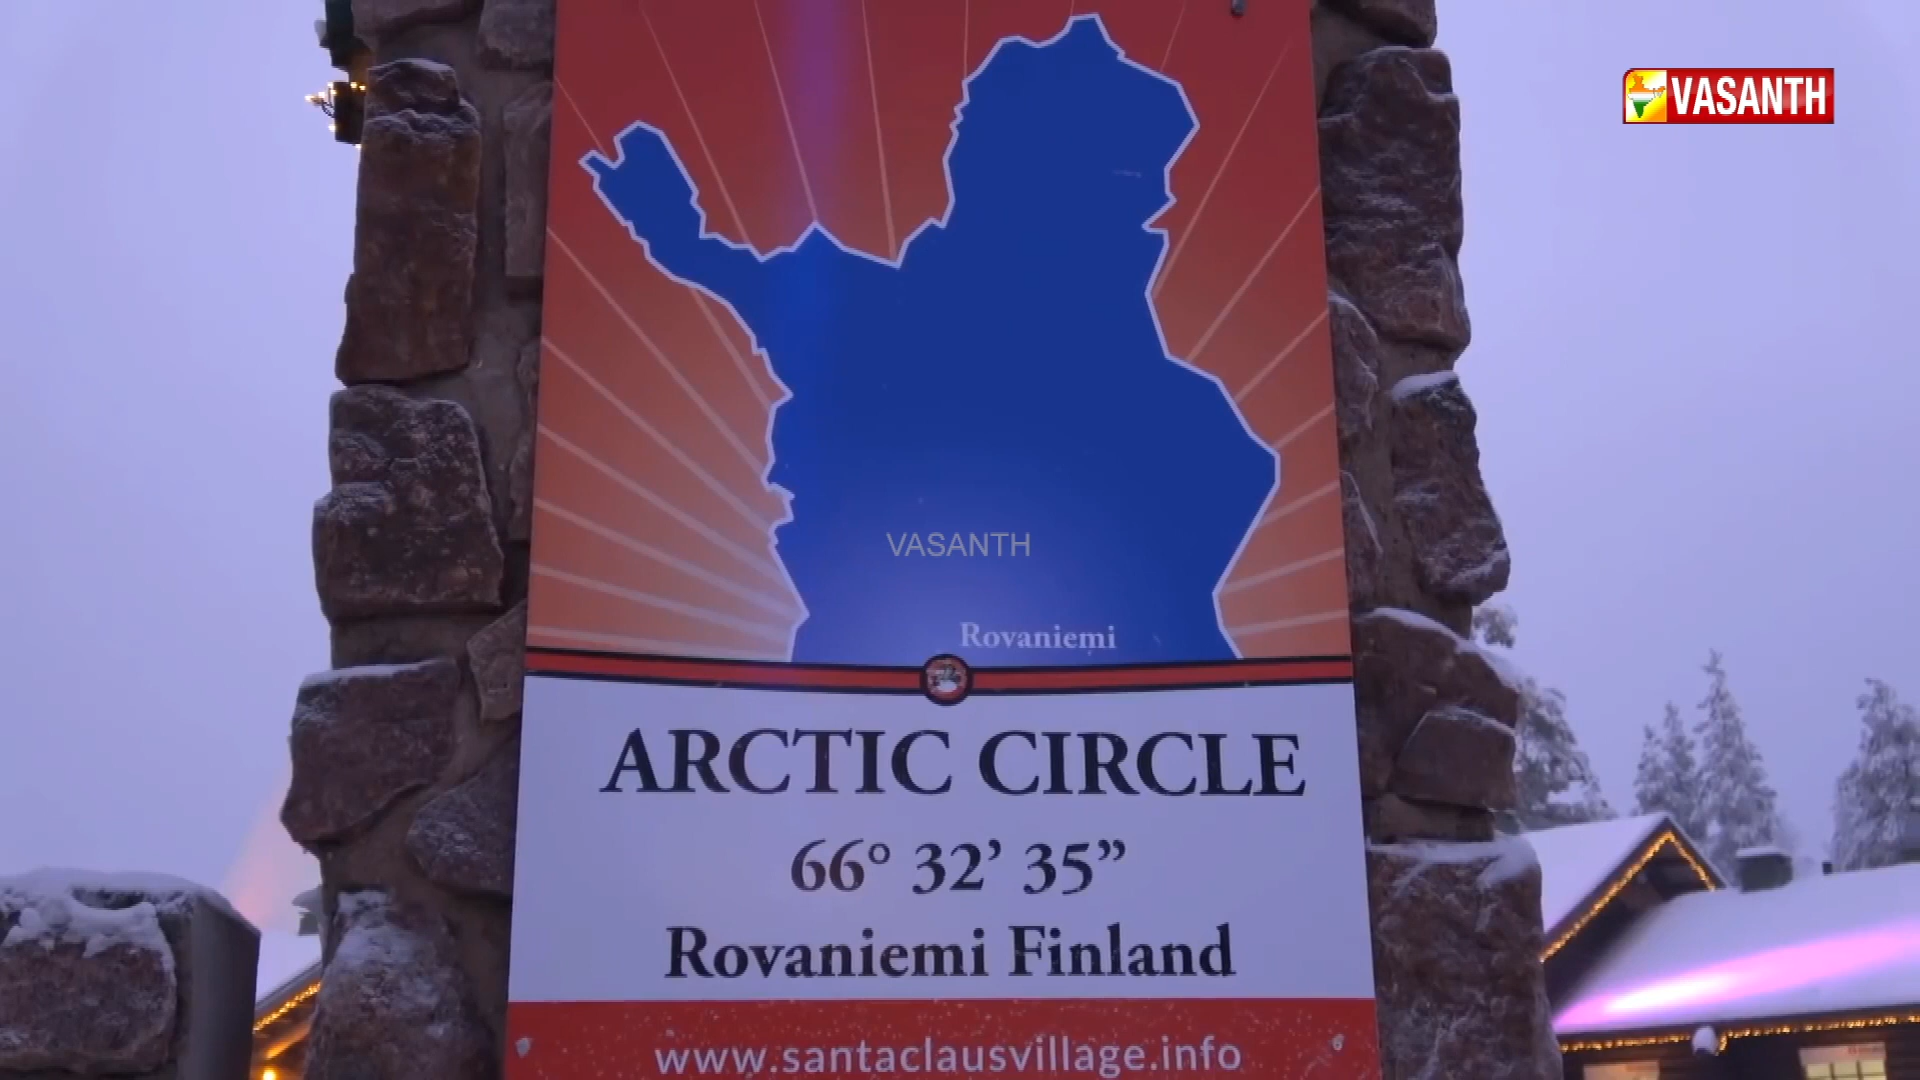 VASANTH
VASANTH
Rovaniemi
ARCTIC CIRCLE
66° 32’ 35”
Rovaniemi Finland
www.santaclausvillage.info